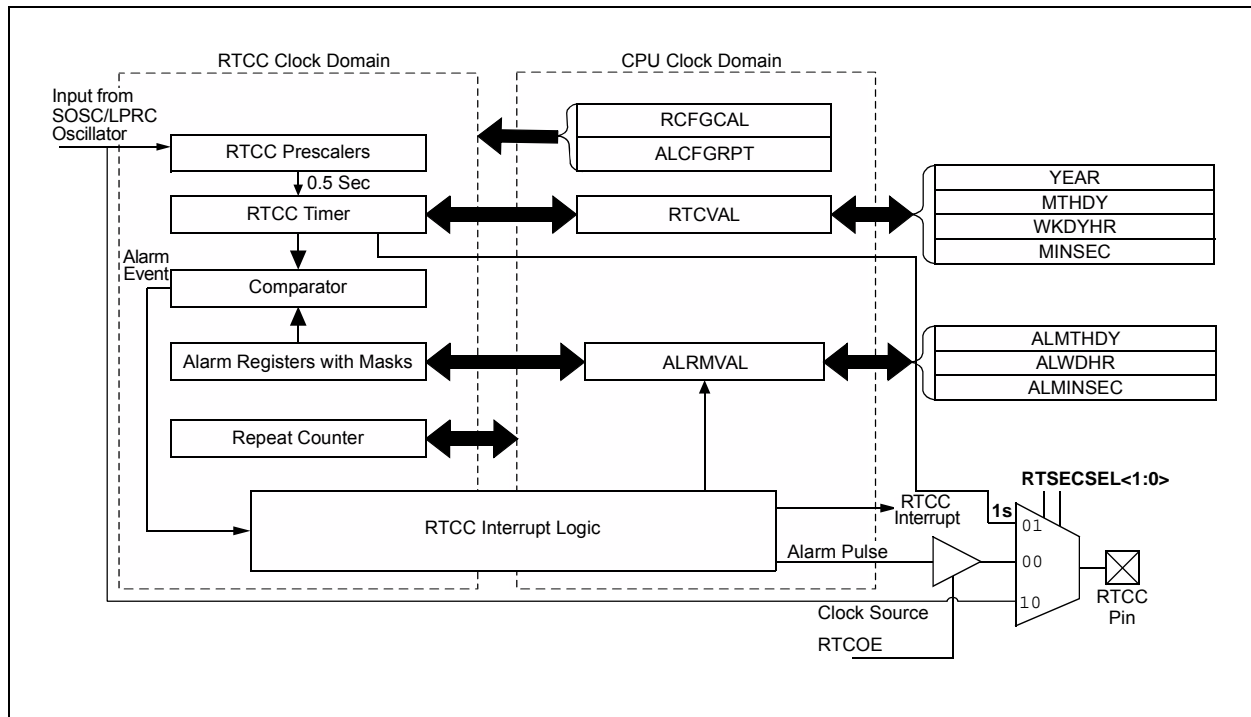 RTCC Clock Domain
CPU Clock Domain
Input from
SOSC/LPRC
Oscillator
RCFGCAL
ALCFGRPT
RTCC Prescalers
0.5 Sec
YEAR
MTHDY
WKDYHR
MINSEC
RTCC Timer
RTCVAL
Alarm
Event
Comparator
Alarm Registers with Masks
ALRMVAL
ALMTHDY
ALWDHR
ALMINSEC
Repeat Counter
RTSECSEL<1:0>
RTCC Interrupt Logic
RTCC
Interrupt
1s
01
Alarm Pulse
00
Clock Source
10
RTCC
Pin
RTCOE